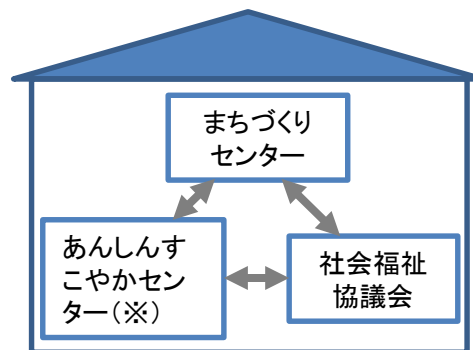 まちづくり
センター
あんしんす
こやかセン
ター(※)
社会福祉
協議会